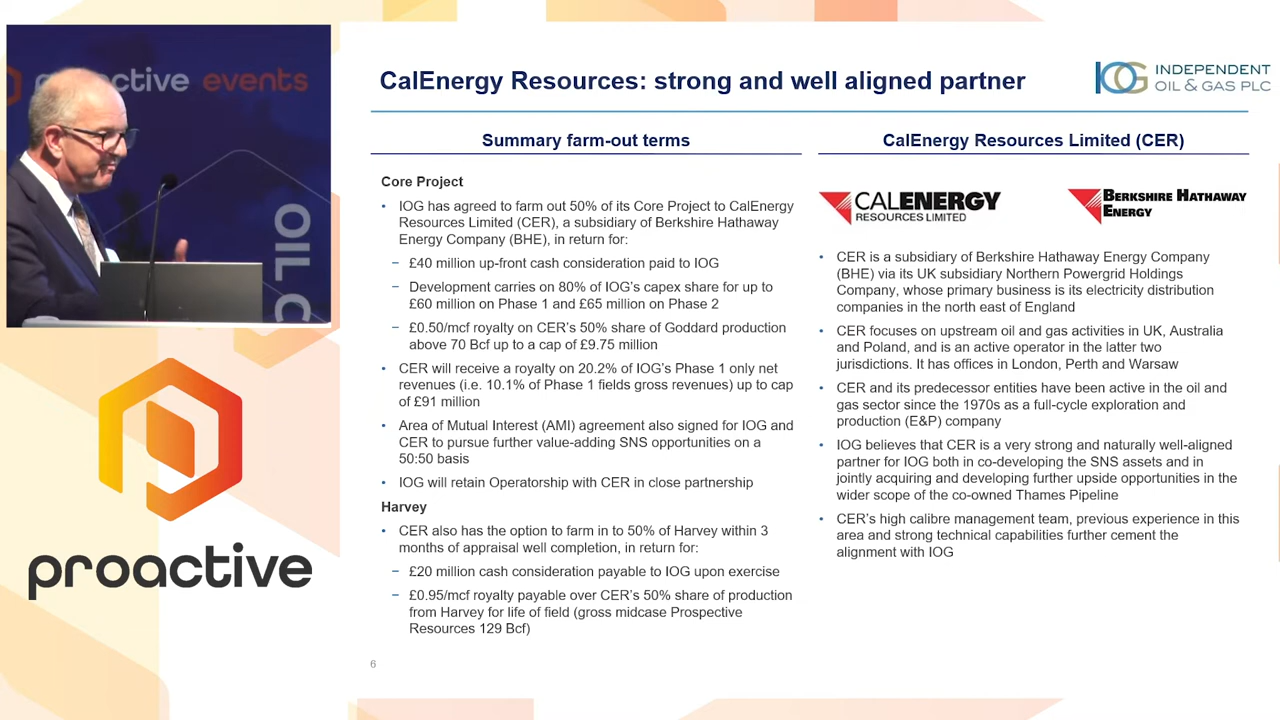 proactive events
OIL C
proactive
CalEnergy Resources: strong and well aligned partner
IOG INDEPENDENT
OIL & GAS PLC
Summary farm-out terms
Core Project
• IOG has agreed to farm out 50% of its Core Project to CalEnergy
Resources Limited (CER), a subsidiary of Berkshire Hathaway
Energy Company (BHE), in return for:
− £40 million up-front cash consideration paid to IOG
− Development carries on 80% of IOG’s capex share for up to
£60 million on Phase 1 and £65 million on Phase 2
− £0.50/mcf royalty on CER’s 50% share of Goddard production
above 70 Bcf up to a cap of £9.75 million
• CER will receive a royalty on 20.2% of IOG’s Phase 1 only net
revenues (i.e. 10.1% of Phase 1 fields gross revenues) up to cap
of £91 million
• Area of Mutual Interest (AMI) agreement also signed for IOG and
CER to pursue further value-adding SNS opportunities on a
50:50 basis
• IOG will retain Operatorship with CER in close partnership
Harvey
• CER also has the option to farm in to 50% of Harvey within 3
months of appraisal well completion, in return for:
− £20 million cash consideration payable to IOG upon exercise
− £0.95/mcf royalty payable over CER’s 50% share of production
from Harvey for life of field (gross midcase Prospective
Resources 129 Bcf)
6
CalEnergy Resources Limited (CER)
CALENERGY
RESOURCES LIMITED
BERKSHIRE HATHAWAY
ENERGY
• CER is a subsidiary of Berkshire Hathaway Energy Company
(BHE) via its UK subsidiary Northern Powergrid Holdings
Company, whose primary business is its electricity distribution
companies in the north east of England
• CER focuses on upstream oil and gas activities in UK, Australia
and Poland, and is an active operator in the latter two
jurisdictions. It has offices in London, Perth and Warsaw
• CER and its predecessor entities have been active in the oil and
gas sector since the 1970s as a full-cycle exploration and
production (E&P) company
• IOG believes that CER is a very strong and naturally well-aligned
partner for IOG both in co-developing the SNS assets and in
jointly acquiring and developing further upside opportunities in the
wider scope of the co-owned Thames Pipeline
• CER’s high calibre management team, previous experience in this
area and strong technical capabilities further cement the
alignment with IOG